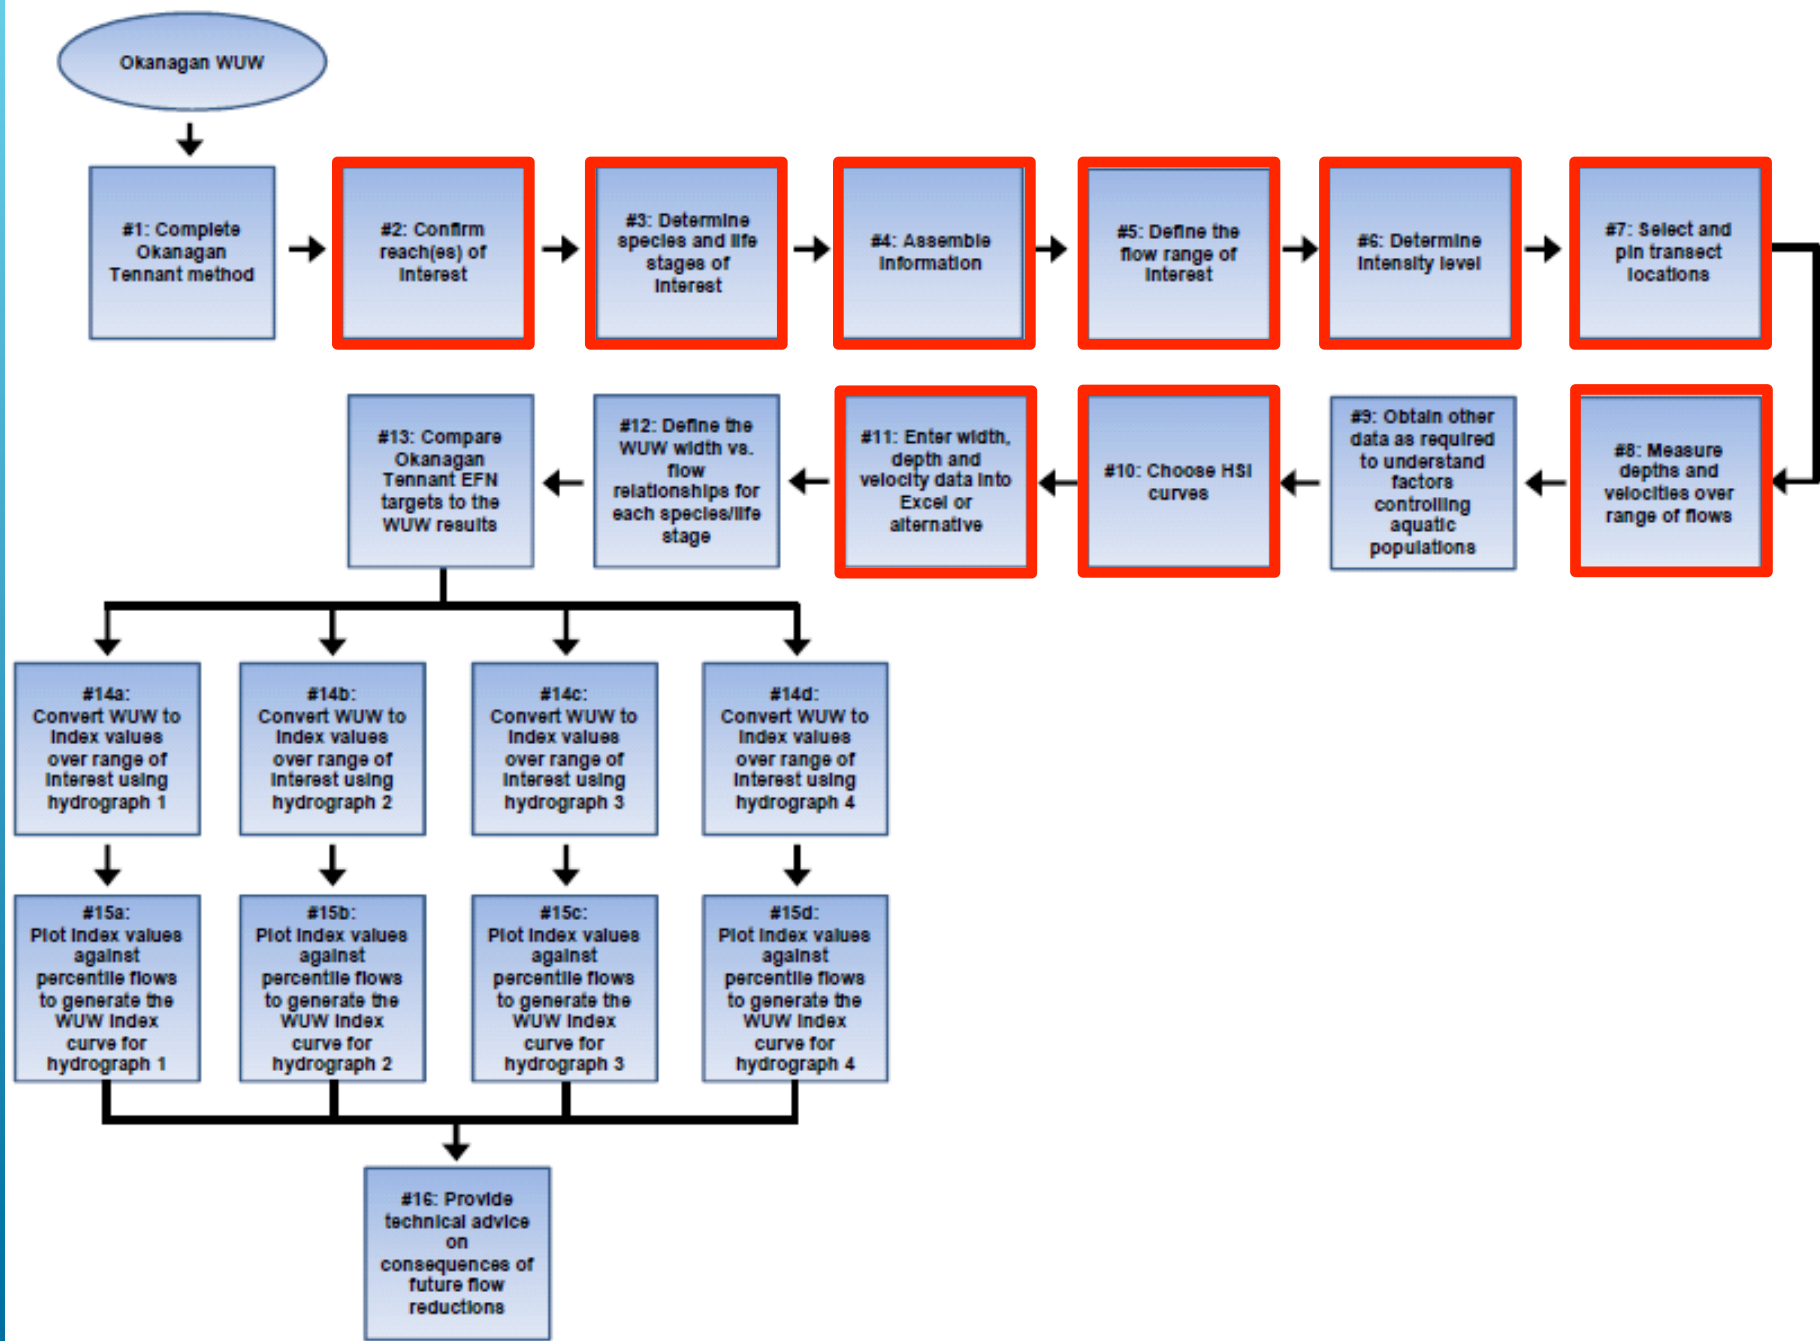 Okanagan WUW
#1: Complete
Okanagan
Tennant method
#2: Confirm
reach(es) of
Interest
#3: Determine
species and life
stages of
Interest
#4: Assemble
Information
#5: Define the
flow range of
Interest
#6: Determine
Intensity level
#7: Select and
pin transect
locations
#8: Measure
depths and
velocities over
range of flows
#9: Obtain other
data as required
to understand
factors
controlling
aquatic
populations
#10: Choose HSI
curves
#11: Enter width,
depth and
velocity data into
Excel or
alternative
#12: Define the
WUW width vs.
flow
relationships for
each species/life
stage
#13: Compare
Okanagan
Tennant EFN
targets to the
WUW results
#14a:
Convert WUW to
Index values
over range of
Interest using
hydrograph 1
#14b:
Convert WUW to
Index values
over range of
Interest using
hydrograph 2
#14c:
Convert WUW to
Index values
over range of
Interest using
hydrograph 3
#14d:
Convert WUW to
Index values
over range of
Interest using
hydrograph 4
#15a:
Plot Index values
against
percentile flows
to generate the
WUW Index
curve for
hydrograph 1
#15b:
Plot Index values
against
percentile flows
to generate the
WUW Index
curve for
hydrograph 2
#15c:
Plot Index values
against
percentile flows
to generate the
WUW Index
curve for
hydrograph 3
#15d:
Plot Index values
against
percentile flows
to generate the
WUW Index
curve for
hydrograph 4
#16: Provide
technical advice
on
consequences of
future flow
reductions